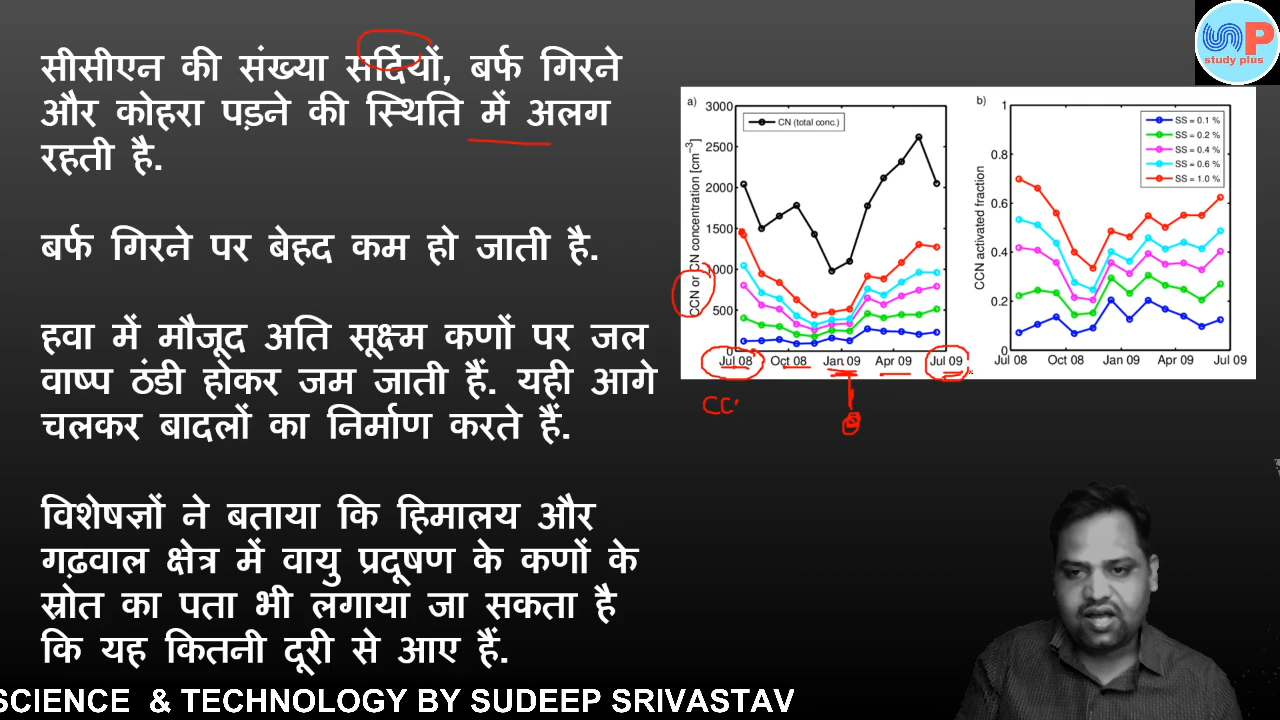 सीसीएन की संख्या सर्दियों, बर्फ गिरने
और कोहरा पड़ने की स्थिति में अलग
रहती है.
बर्फ गिरने पर बेहद कम हो जाती है.
हवा में मौजूद अति सूक्ष्म कणों पर जल
वाष्प ठंडी होकर जम जाती हैं. यही आगे
चलकर बादलों का निर्माण करते हैं.
विशेषज्ञों ने बताया कि हिमालय और
गढ़वाल क्षेत्र में वायु प्रदूषण के कणों के
स्रोत का पता भी लगाया जा सकता है
कि यह कितनी दूरी से आए हैं.
SP
study plus
a)
CN (total conc.)
CCN or CN concentration [cm⁻³]
3000
2500
2000
1500
1000
500
0
Jul 08 Oct 08 Jan 09 Apr 09 Jul 09
CC
b)
SS = 0.1 %
SS = 0.2 %
SS = 0.4 %
SS = 0.6 %
SS = 1.0 %
CCN activated fraction
1
0.8
0.6
0.4
0.2
0
Jul 08 Oct 08 Jan 09 Apr 09 Jul 09
SCIENCE & TECHNOLOGY BY SUDEEP SRIVASTAV